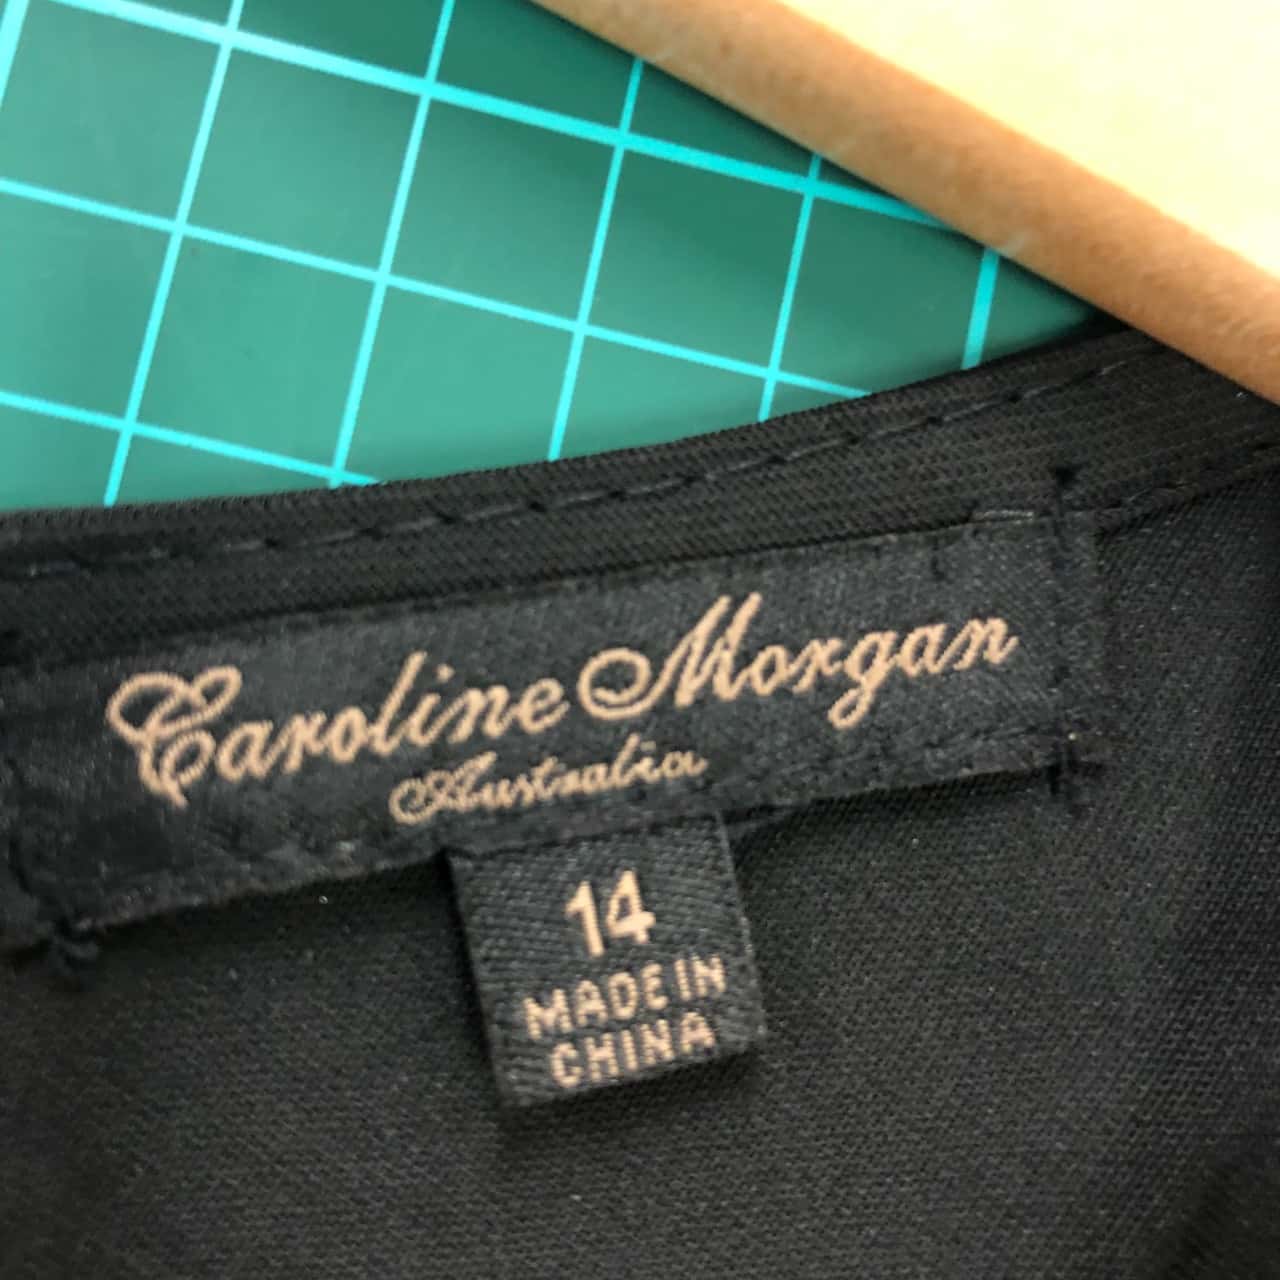 Caroline Morgan
Australia
14
MADE IN
CHINA